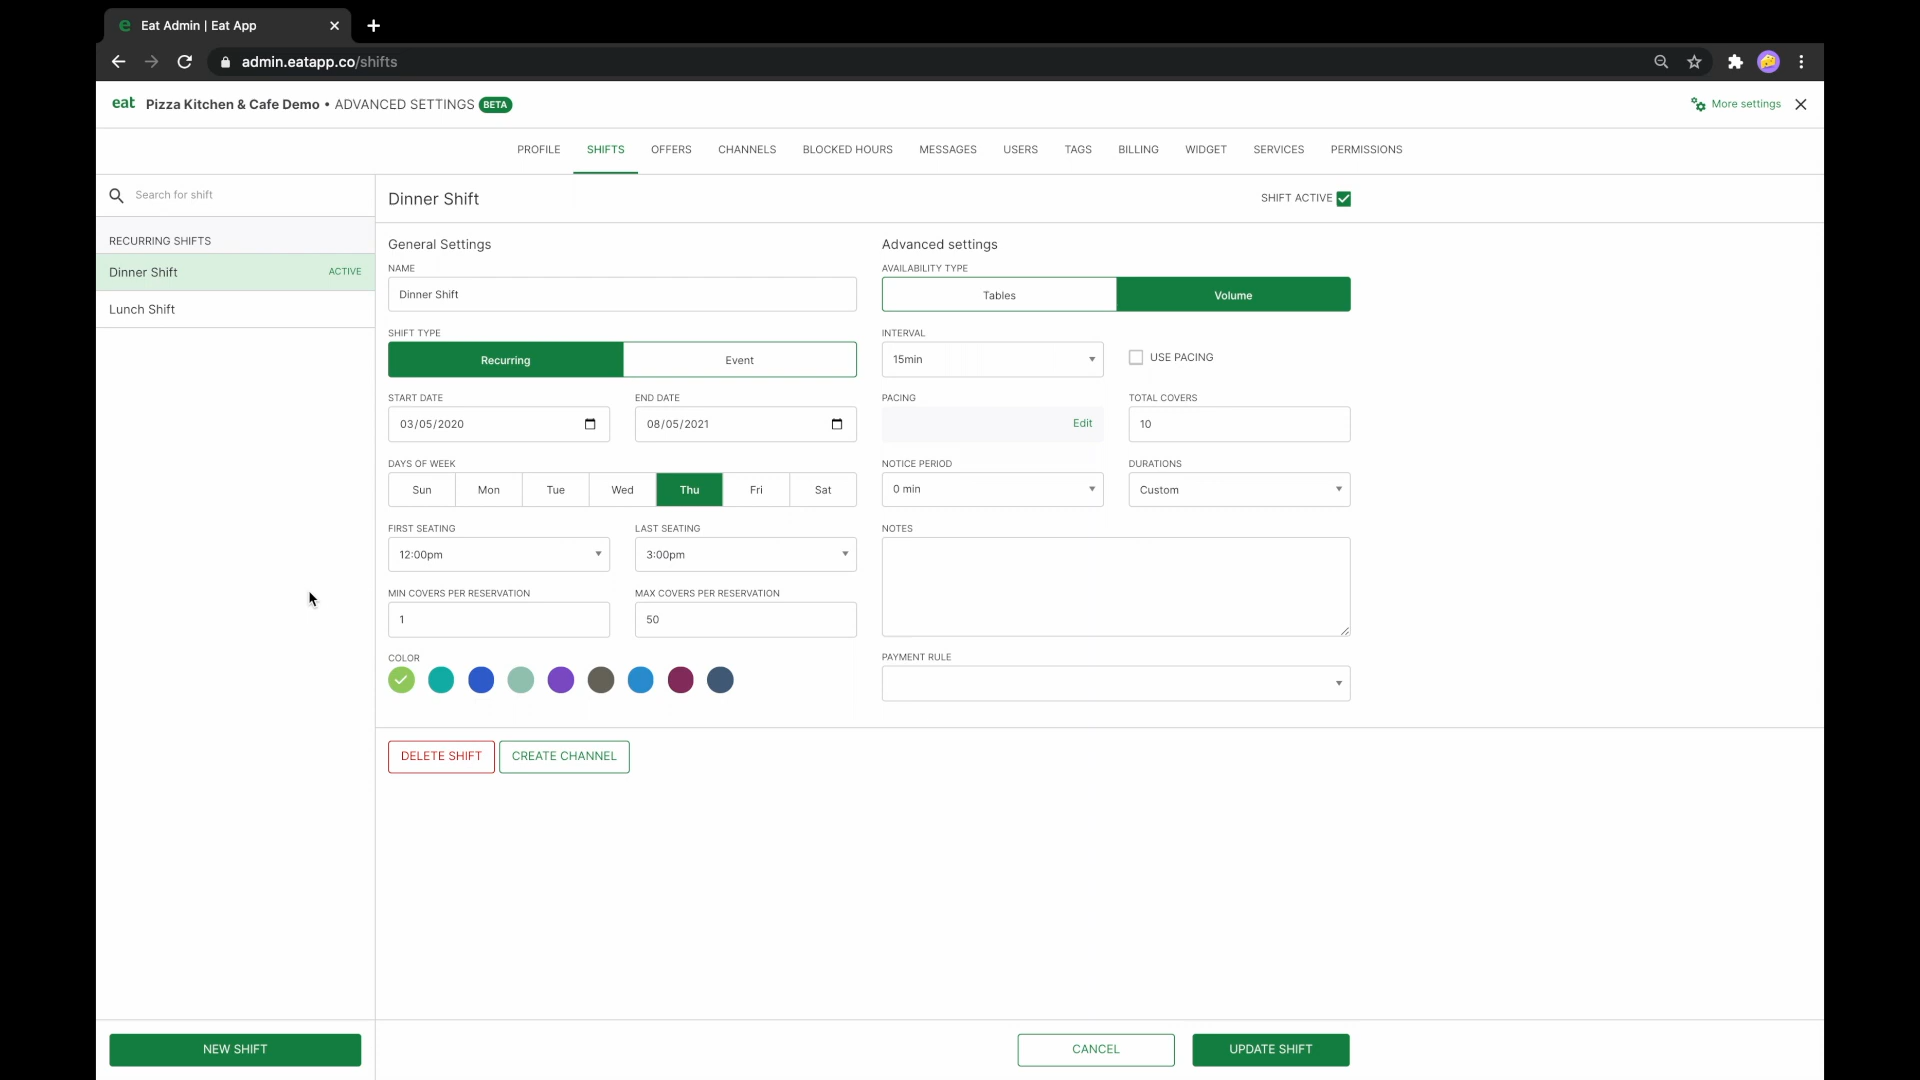 Eat Admin | Eat App
admin.eatapp.co/shifts
eat Pizza Kitchen & Cafe Demo • ADVANCED SETTINGS BETA
More settings
PROFILE SHIFTS OFFERS CHANNELS BLOCKED HOURS MESSAGES USERS TAGS BILLING WIDGET SERVICES PERMISSIONS
Search for shift
RECURRING SHIFTS
Dinner Shift ACTIVE
Lunch Shift
Dinner Shift
SHIFT ACTIVE
General Settings
NAME
Dinner Shift
SHIFT TYPE
Recurring Event
START DATE END DATE
03/05/2020 08/05/2021
DAYS OF WEEK
Sun Mon Tue Wed Thu Fri Sat
FIRST SEATING LAST SEATING
12:00pm 3:00pm
MIN COVERS PER RESERVATION MAX COVERS PER RESERVATION
1 50
COLOR
Advanced settings
AVAILABILITY TYPE
Tables Volume
INTERVAL
15min USE PACING
PACING TOTAL COVERS
Edit 10
NOTICE PERIOD DURATIONS
0 min Custom
NOTES
PAYMENT RULE
DELETE SHIFT CREATE CHANNEL
NEW SHIFT CANCEL UPDATE SHIFT